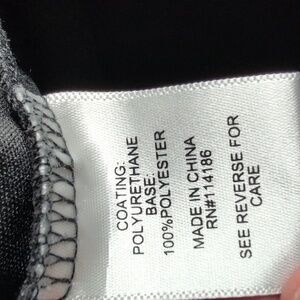 COATING:
POLYURETHANE
BASE:
100%POLYESTER
MADE IN CHINA
RN#114186
SEE REVERSE FOR
CARE